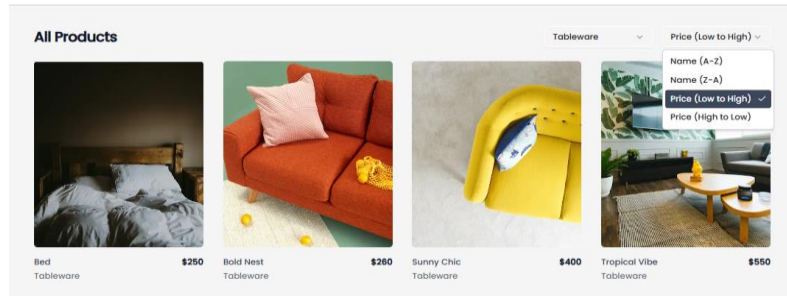 All Products
Tableware
Price (Low to High)
Name (A-Z)
Name (Z-A)
Price (Low to High)
Price (High to Low)
Bed $250
Tableware
Bold Nest $260
Tableware
Sunny Chic $400
Tableware
Tropical Vibe $550
Tableware